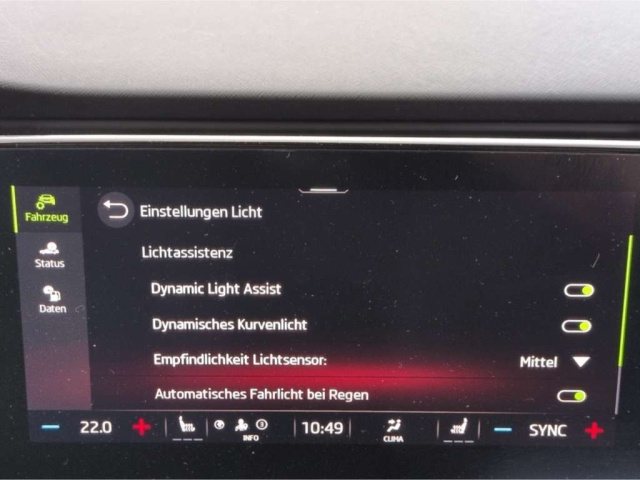 Fahrzeug
Einstellungen Licht
Lichtassistenz
Status
Dynamic Light Assist
Daten
Dynamisches Kurvenlicht
Empfindlichkeit Lichtsensor: Mittel
Automatisches Fahrlicht bei Regen
22.0
INFO
10:49
CLIMA
SYNC